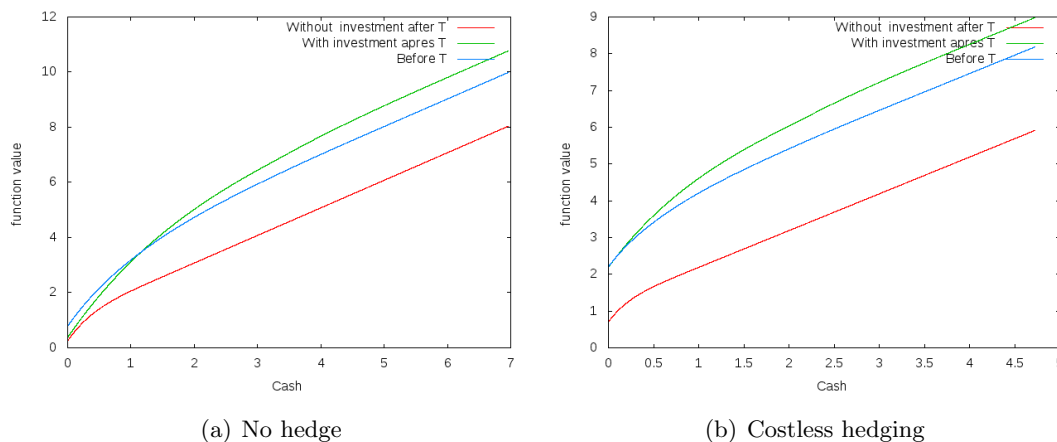 12
10
8
6
4
2
0
function value
Without  investment after T
With investment apres T
Before T
0 1 2 3 4 5 6 7
Cash
(a) No hedge
9
8
7
6
5
4
3
2
1
0
function value
Without  investment after T
With investment apres T
Before T
0 0.5 1 1.5 2 2.5 3 3.5 4 4.5 5
Cash
(b) Costless hedging